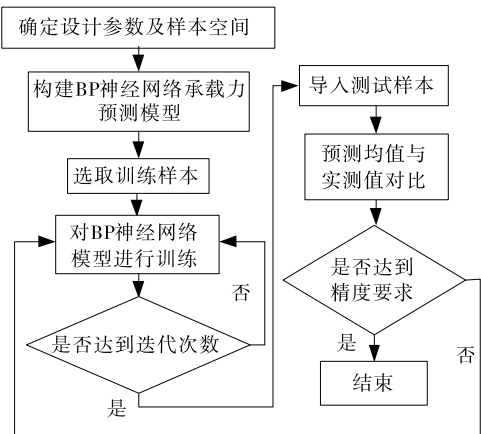 确定设计参数及样本空间
构建BP神经网络承载力
预测模型
选取训练样本
对BP神经网络
模型进行训练
否
是否达到迭代次数
是
导入测试样本
预测均值与
实测值对比
是否达到
精度要求
是
否
结束